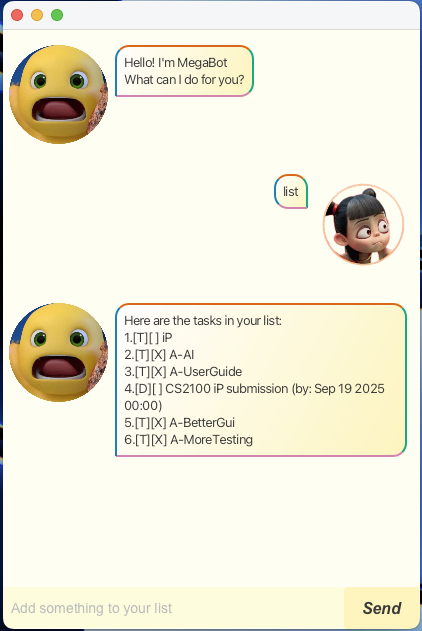 Hello! I'm MegaBot
What can I do for you?
list
Here are the tasks in your list:
1.[T][ ] iP
2.[T][X] A-AI
3.[T][X] A-UserGuide
4.[D][ ] CS2100 iP submission (by: Sep 19 2025
00:00)
5.[T][X] A-BetterGui
6.[T][X] A-MoreTesting
Add something to your list
Send